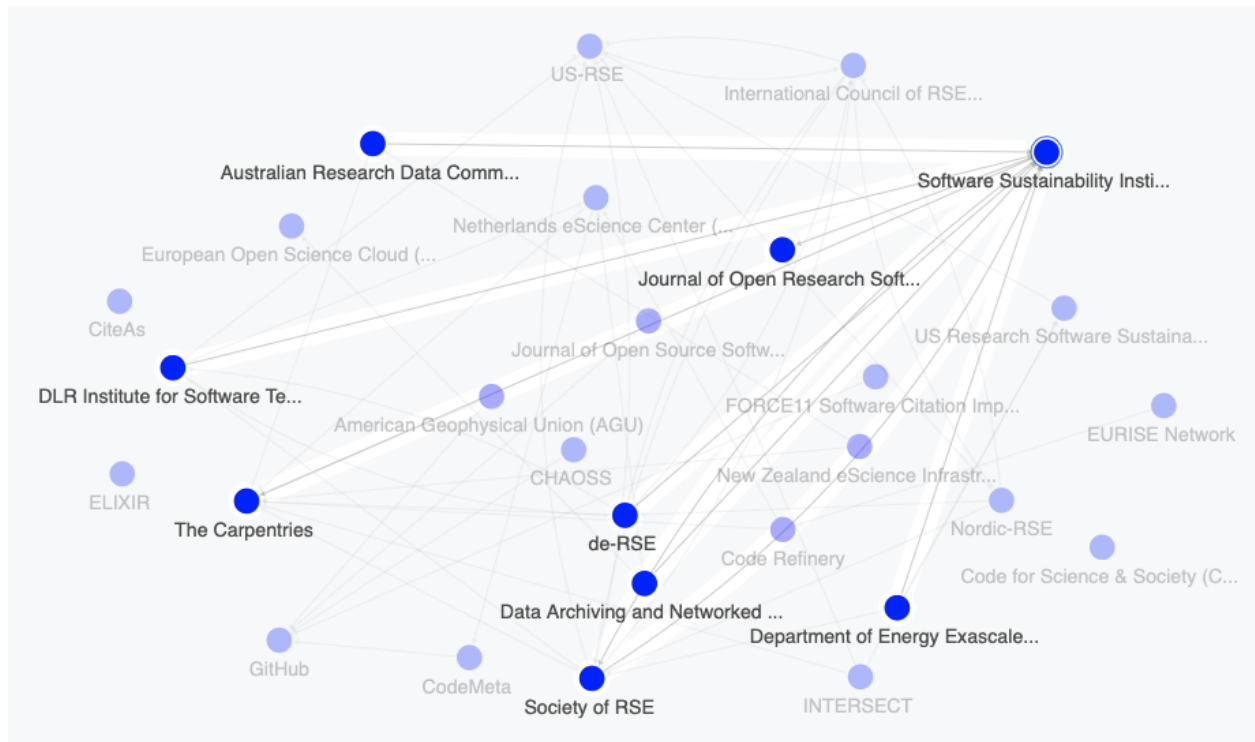 US-RSE
International Council of RSE...
Australian Research Data Comm...
Software Sustainability Insti...
Netherlands eScience Center (...
European Open Science Cloud (...
Journal of Open Research Soft...
CiteAs
US Research Software Sustaina...
Journal of Open Source Softw...
DLR Institute for Software Te...
FORCE11 Software Citation Imp...
American Geophysical Union (AGU)
EURISE Network
CHAOSS
New Zealand eScience Infrastr...
ELIXIR
The Carpentries
Nordic-RSE
de-RSE
Code Refinery
Code for Science & Society (C...
Data Archiving and Networked ...
Department of Energy Exascale...
GitHub
CodeMeta
Society of RSE
INTERSECT